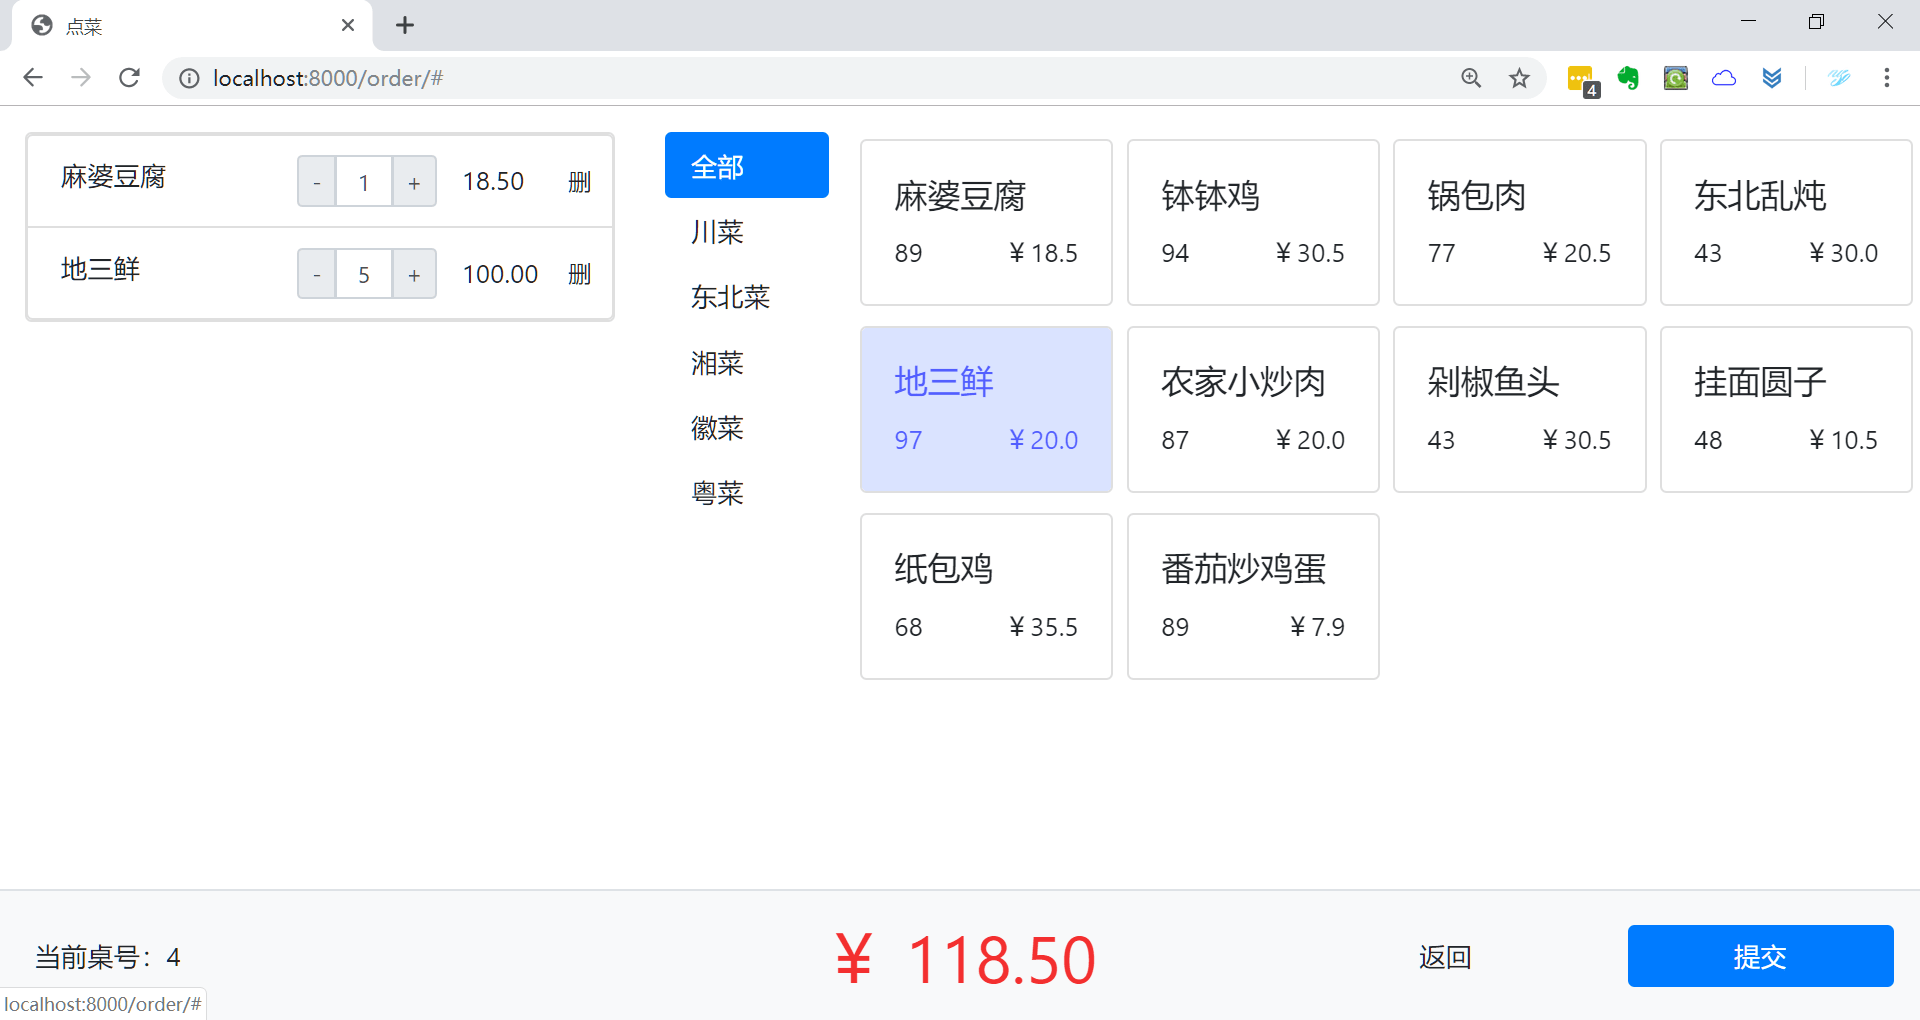 点菜
localhost:8000/order/#
4
麻婆豆腐 - 1 + 18.50 删
地三鲜 - 5 + 100.00 删
全部
川菜
东北菜
湘菜
徽菜
粤菜
麻婆豆腐
89 ¥ 18.5
钵钵鸡
94 ¥ 30.5
锅包肉
77 ¥ 20.5
东北乱炖
43 ¥ 30.0
地三鲜
97 ¥ 20.0
农家小炒肉
87 ¥ 20.0
剁椒鱼头
43 ¥ 30.5
挂面圆子
48 ¥ 10.5
纸包鸡
68 ¥ 35.5
番茄炒鸡蛋
89 ¥ 7.9
当前桌号：4
¥ 118.50
返回
提交
localhost:8000/order/#